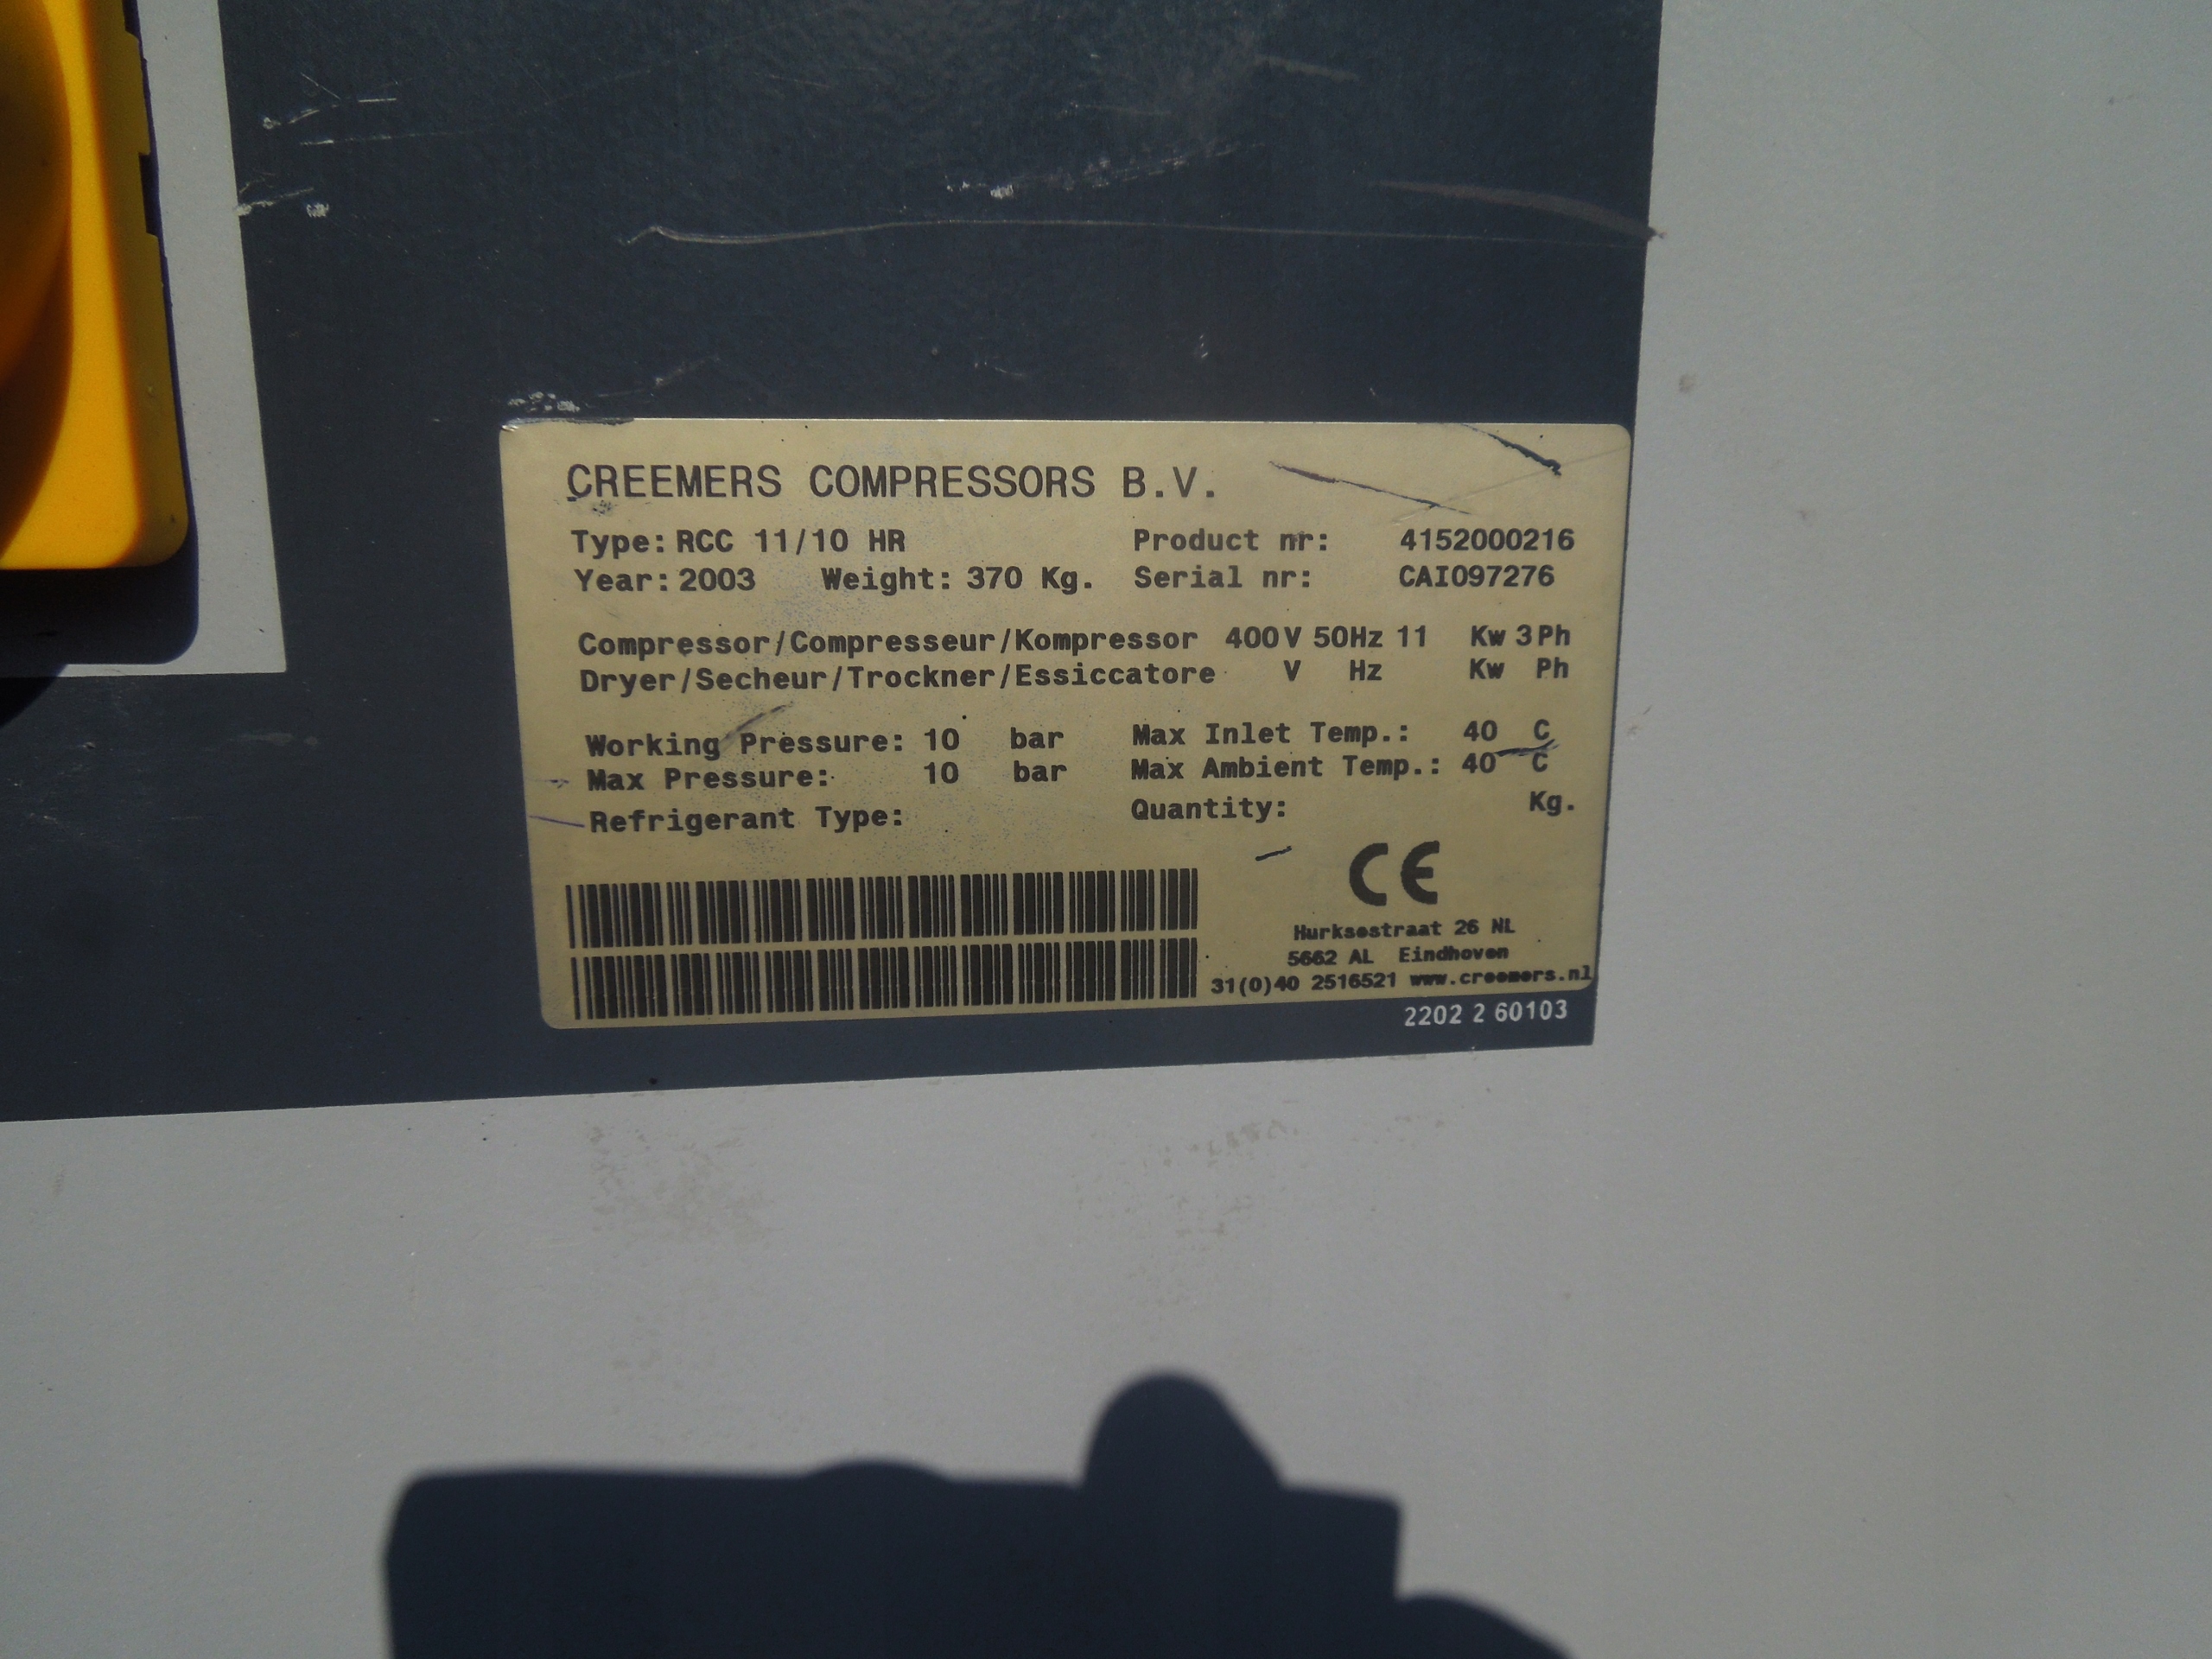 CREEMERS COMPRESSORS B.V.
Type: RCC 11/10 HR Product nr: 4152000216
Year: 2003 Weight: 370 Kg. Serial nr: CAI097276
Compressor/Compresseur/Kompressor 400V 50Hz 11 Kw 3Ph
Dryer/Secheur/Trockner/Essiccatore V Hz Kw Ph
Working Pressure: 10 bar Max Inlet Temp.: 40 C
Max Pressure: 10 bar Max Ambient Temp.: 40 C
Refrigerant Type: Quantity: Kg.
CE
Hurksestraat 26 NL
5662 AL Eindhoven
31(0)40 2516521 www.creemers.nl
2202 2 60103